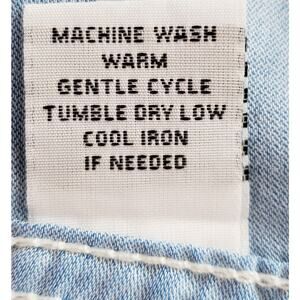 MACHINE WASH
WARM
GENTLE CYCLE
TUMBLE DRY LOW
COOL IRON
IF NEEDED